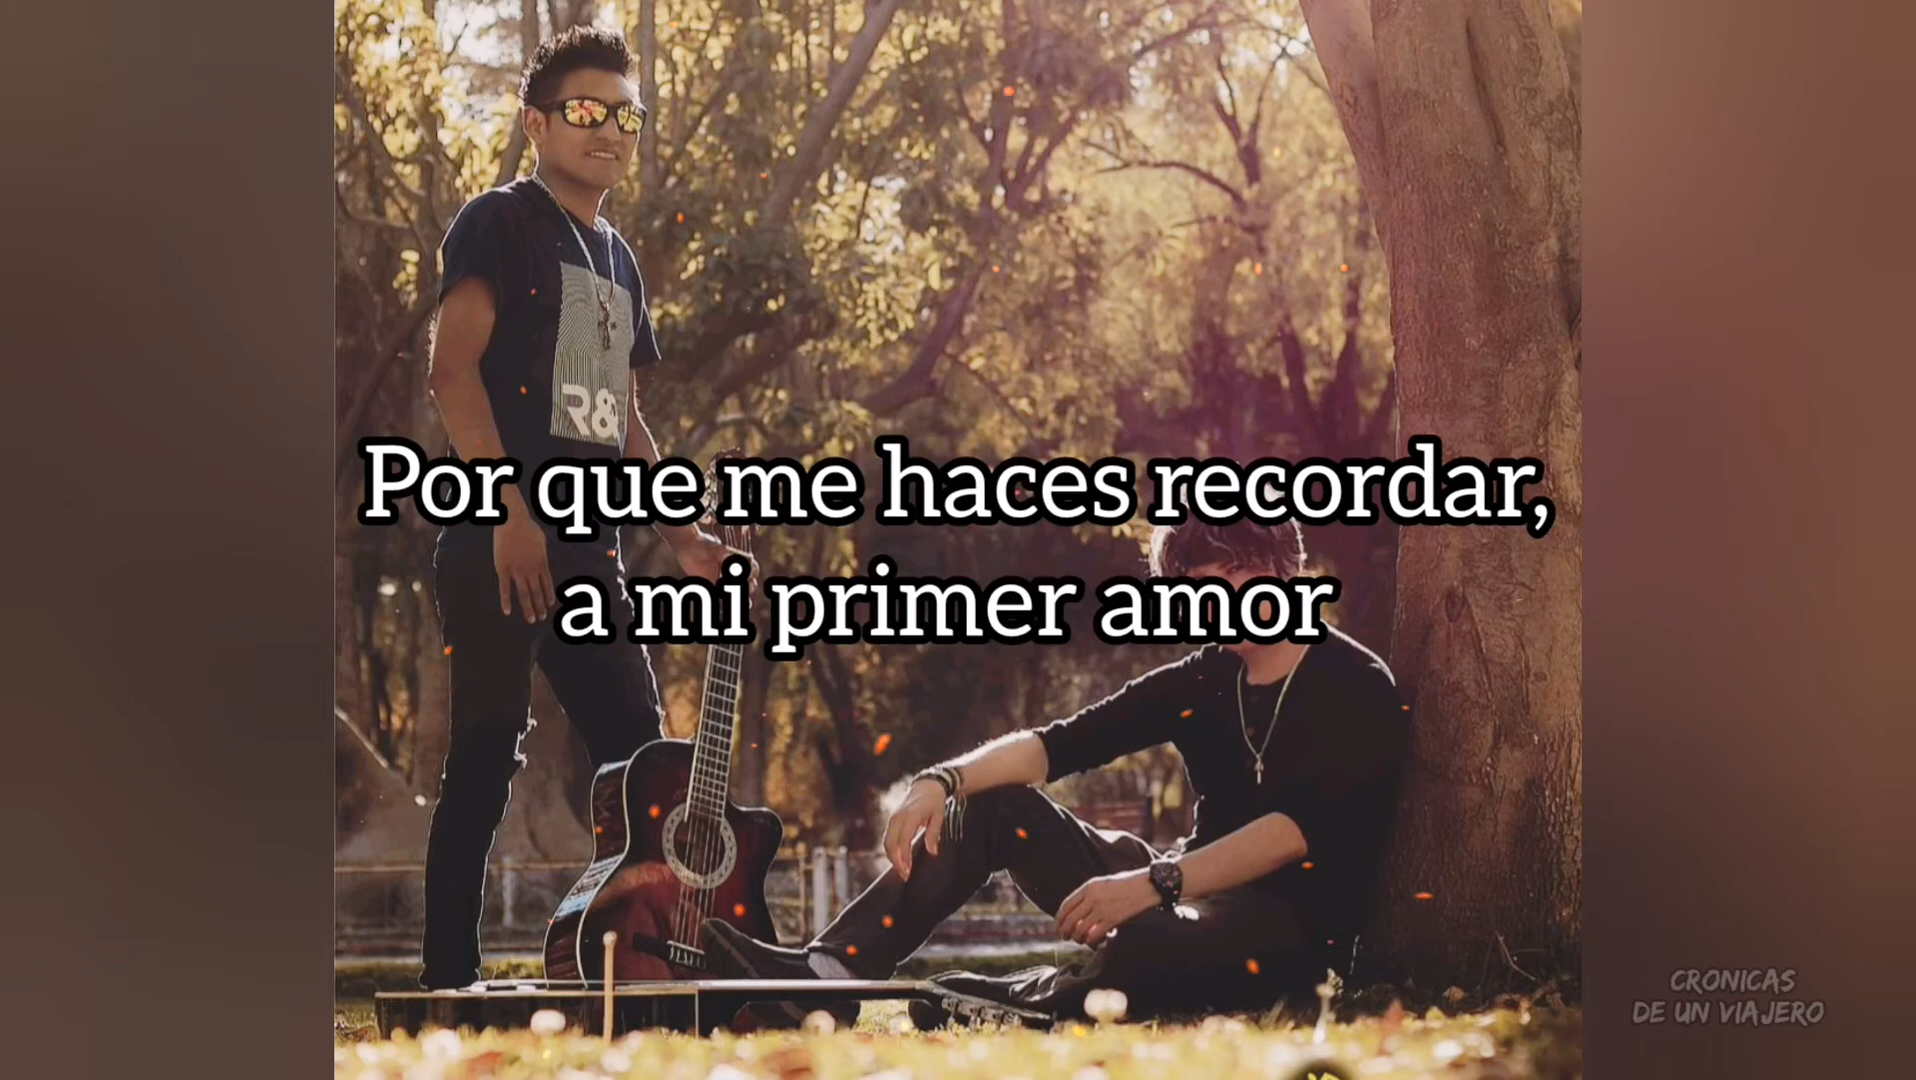 R&
Por que me haces recordar,
a mi primer amor
CRONICAS
DE UN VIAJERO